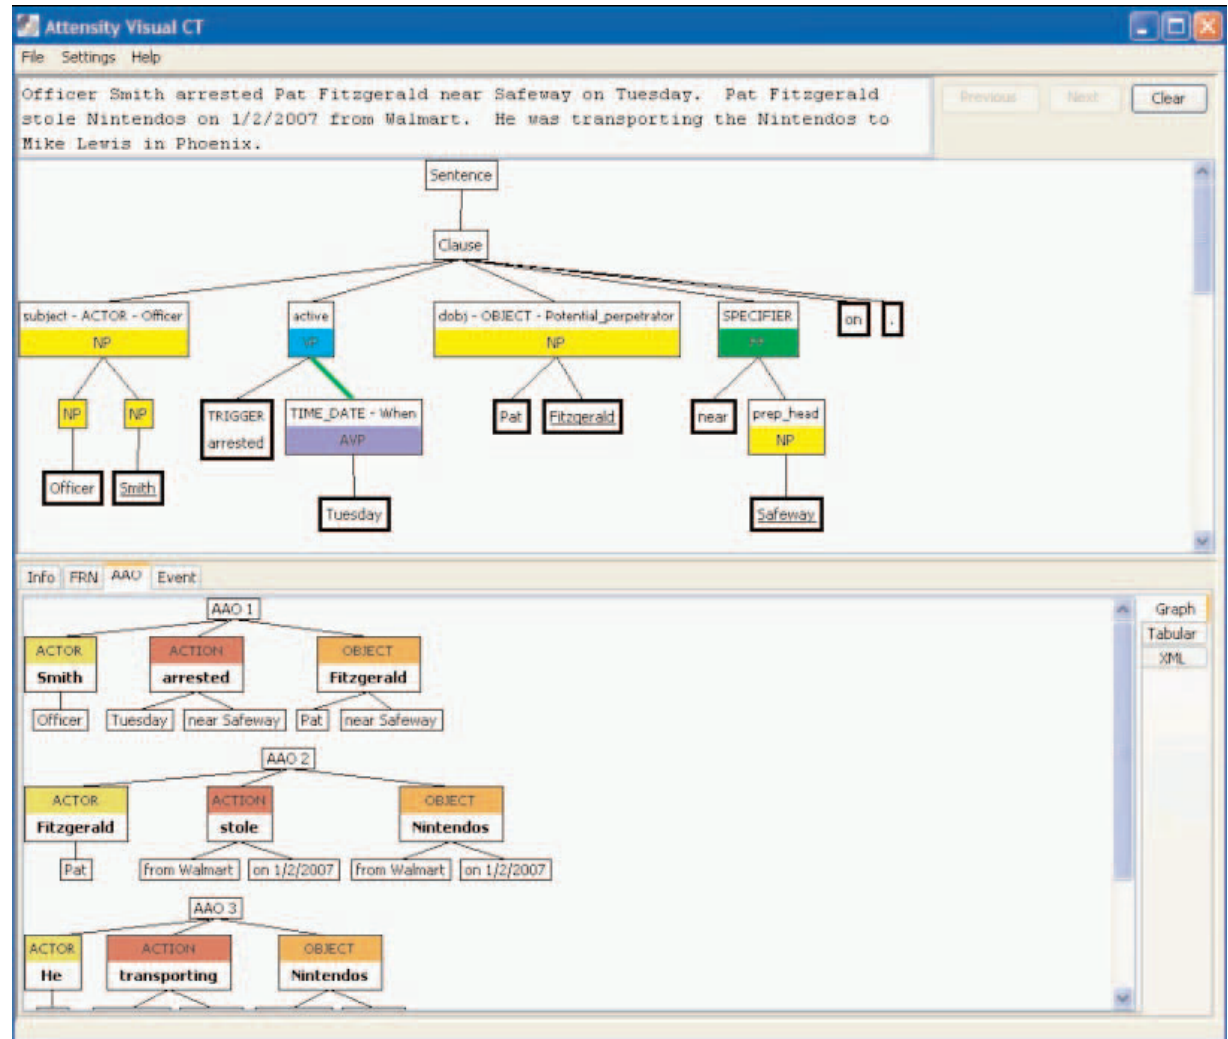 Attensity Visual CT
File Settings Help
Officer Smith arrested Pat Fitzgerald near Safeway on Tuesday. Pat Fitzgerald
stole Nintendos on 1/2/2007 from Walmart. He was transporting the Nintendos to
Mike Lewis in Phoenix.
Previous Next Clear
Sentence
Clause
subject - ACTOR - Officer active dobj - OBJECT - Potential_perpetrator SPECIFIER on .
NP VP NP PP
NP NP TRIGGER TIME_DATE - When Pat Fitzgerald near prep_head
arrested AVP NP
Officer Smith Tuesday Safeway
Info FRN AAO Event
AAO 1 Graph
ACTOR ACTION OBJECT Tabular
Smith arrested Fitzgerald XML
Officer Tuesday near Safeway Pat near Safeway
AAO 2
ACTOR ACTION OBJECT
Fitzgerald stole Nintendos
Pat from Walmart on 1/2/2007 from Walmart on 1/2/2007
AAO 3
ACTOR ACTION OBJECT
He transporting Nintendos